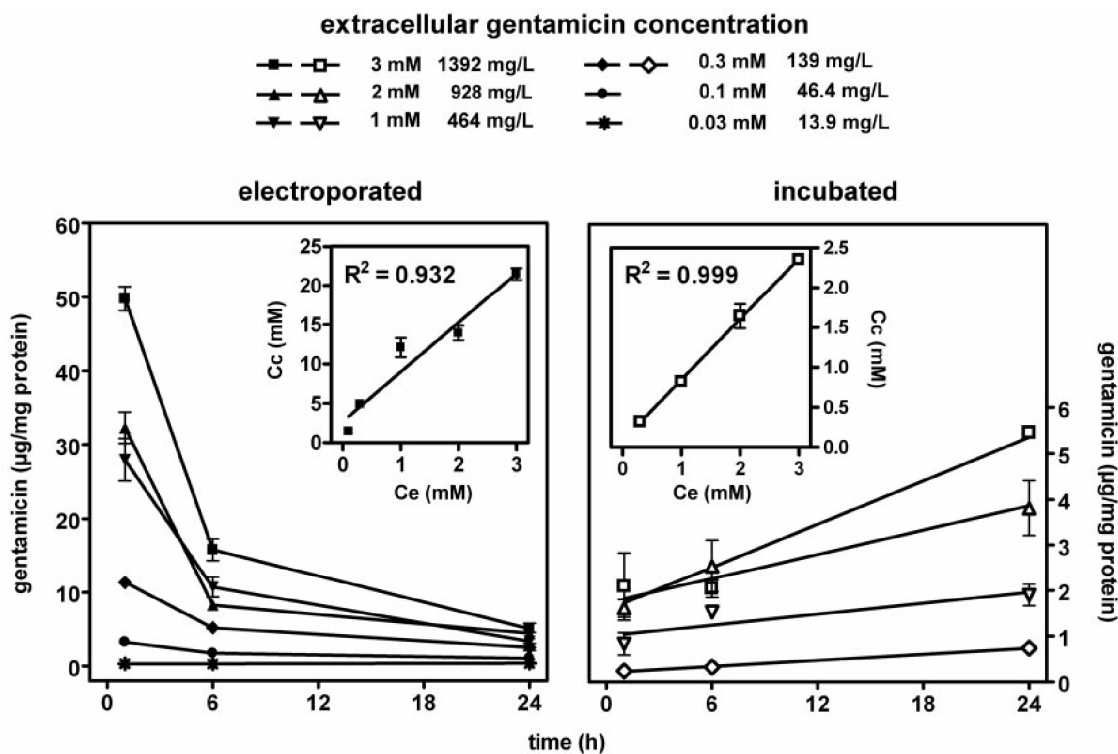 extracellular gentamicin concentration
3 mM 1392 mg/L
0.3 mM 139 mg/L
2 mM 928 mg/L
0.1 mM 46.4 mg/L
1 mM 464 mg/L
0.03 mM 13.9 mg/L
electroporated
incubated
60
50
40
30
20
10
0
gentamicin (µg/mg protein)
0 6 12 18 24
25
20
15
10
5
0
Cc (mM)
R² = 0.932
0 1 2 3
Ce (mM)
R² = 0.999
2.5
2.0
1.5
1.0
0.5
0.0
Cc (mM)
0 1 2 3
Ce (mM)
6
5
4
3
2
1
0
gentamicin (µg/mg protein)
0 6 12 18 24
time (h)